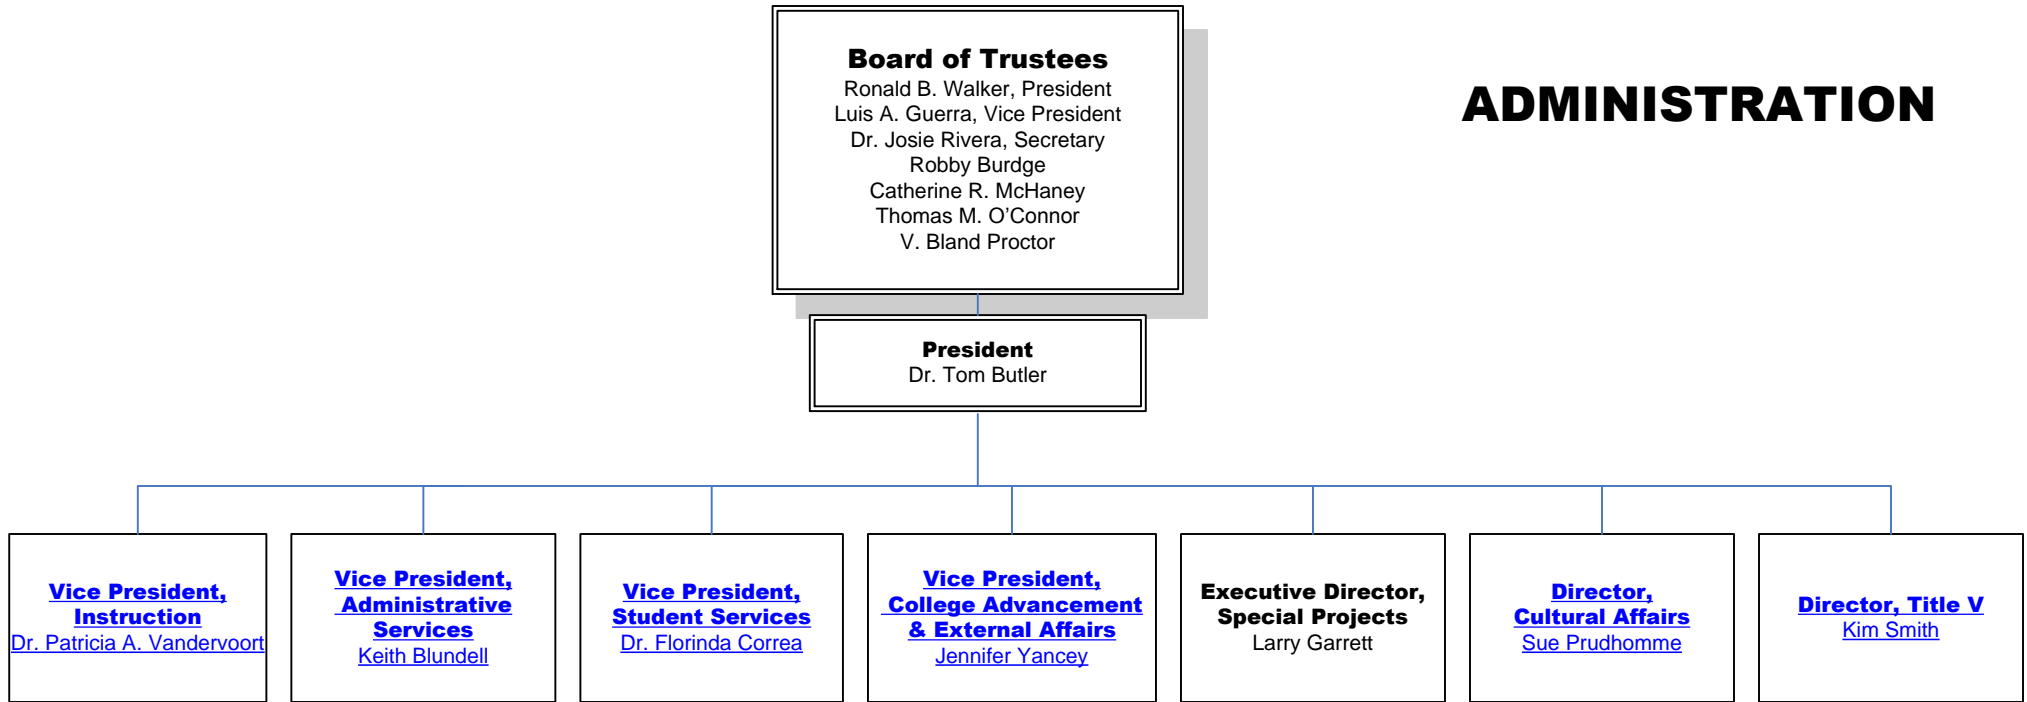 Board of Trustees
Ronald B. Walker, President
Luis A. Guerra, Vice President
Dr. Josie Rivera, Secretary
Robby Burdge
Catherine R. McHaney
Thomas M. O’Connor
V. Bland Proctor
ADMINISTRATION
President
Dr. Tom Butler
Vice President,
Instruction
Dr. Patricia A. Vandervoort
Vice President,
Administrative
Services
Keith Blundell
Vice President,
Student Services
Dr. Florinda Correa
Vice President,
College Advancement
& External Affairs
Jennifer Yancey
Executive Director,
Special Projects
Larry Garrett
Director,
Cultural Affairs
Sue Prudhomme
Director, Title V
Kim Smith